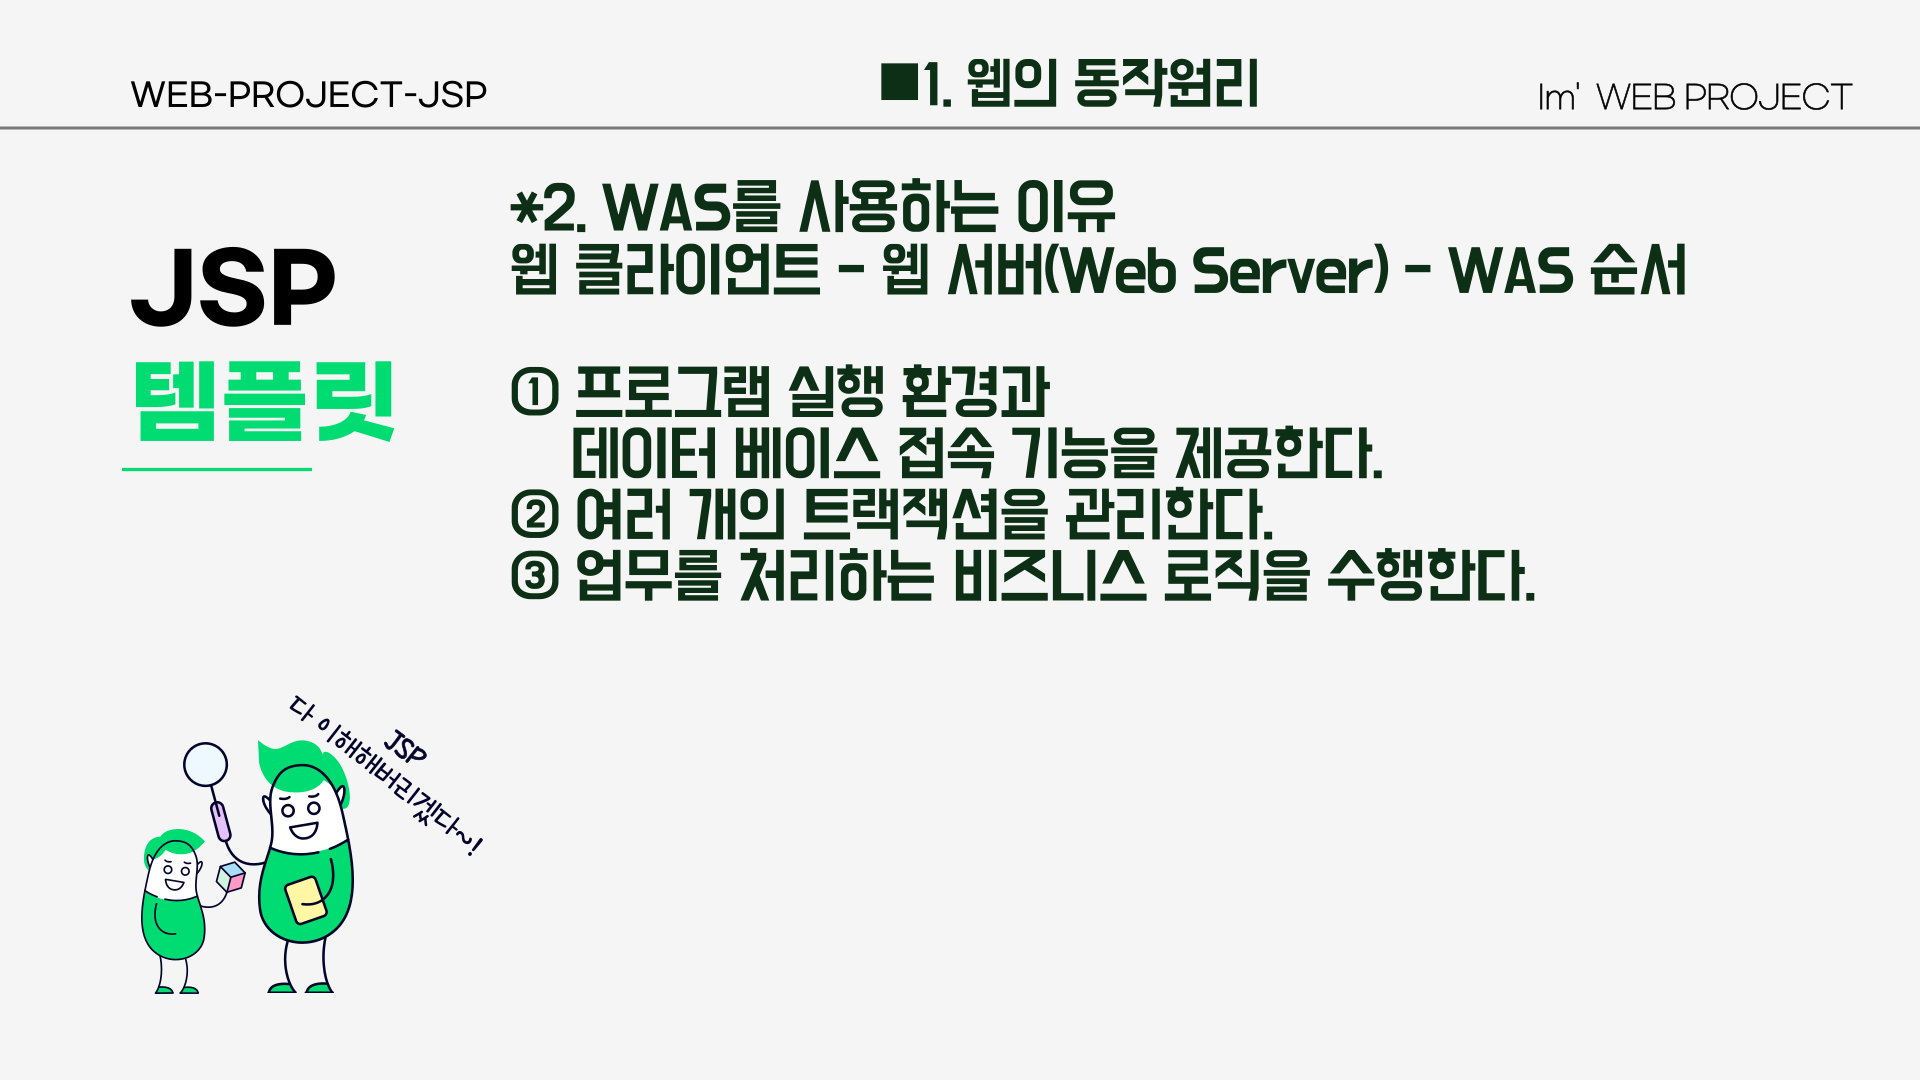 WEB-PROJECT-JSP
■1. 웹의 동작원리
Im' WEB PROJECT
JSP
템플릿
*2. WAS를 사용하는 이유
웹 클라이언트 - 웹 서버(Web Server) - WAS 순서
① 프로그램 실행 환경과
데이터 베이스 접속 기능을 제공한다.
② 여러 개의 트랙잭션을 관리한다.
③ 업무를 처리하는 비즈니스 로직을 수행한다.
JSP
다 이해해버리겠다~!